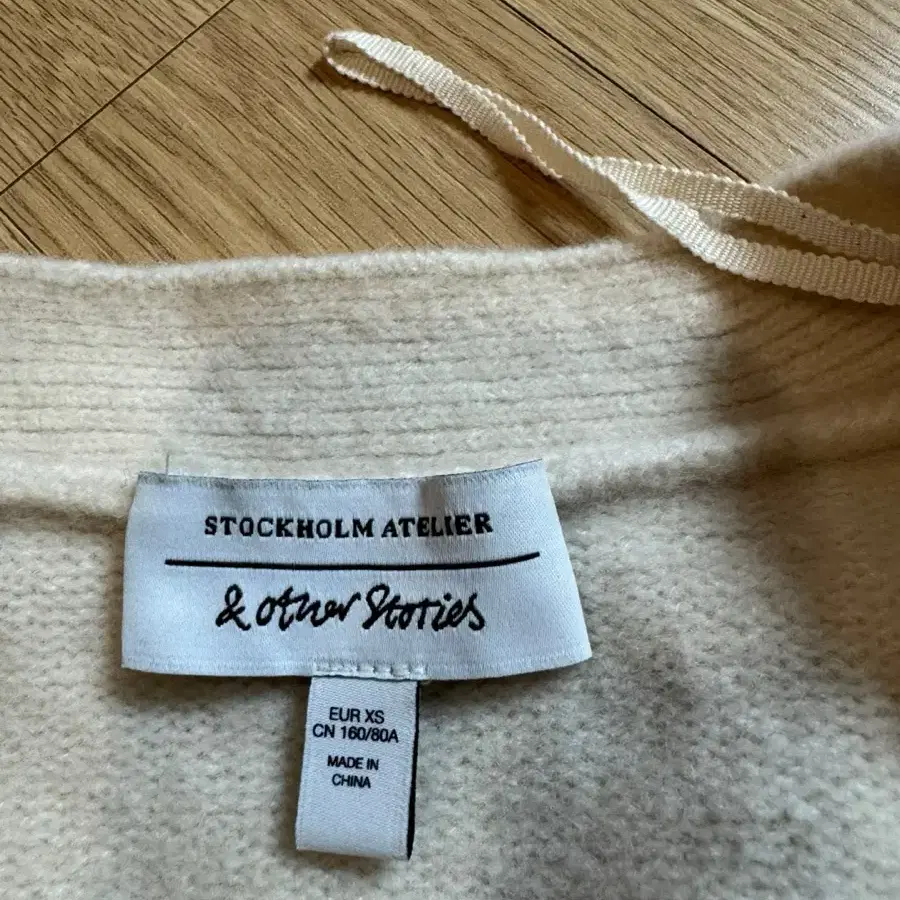 STOCKHOLM ATELIER
& other Stories
EUR XS
CN 160/80A
MADE IN
CHINA